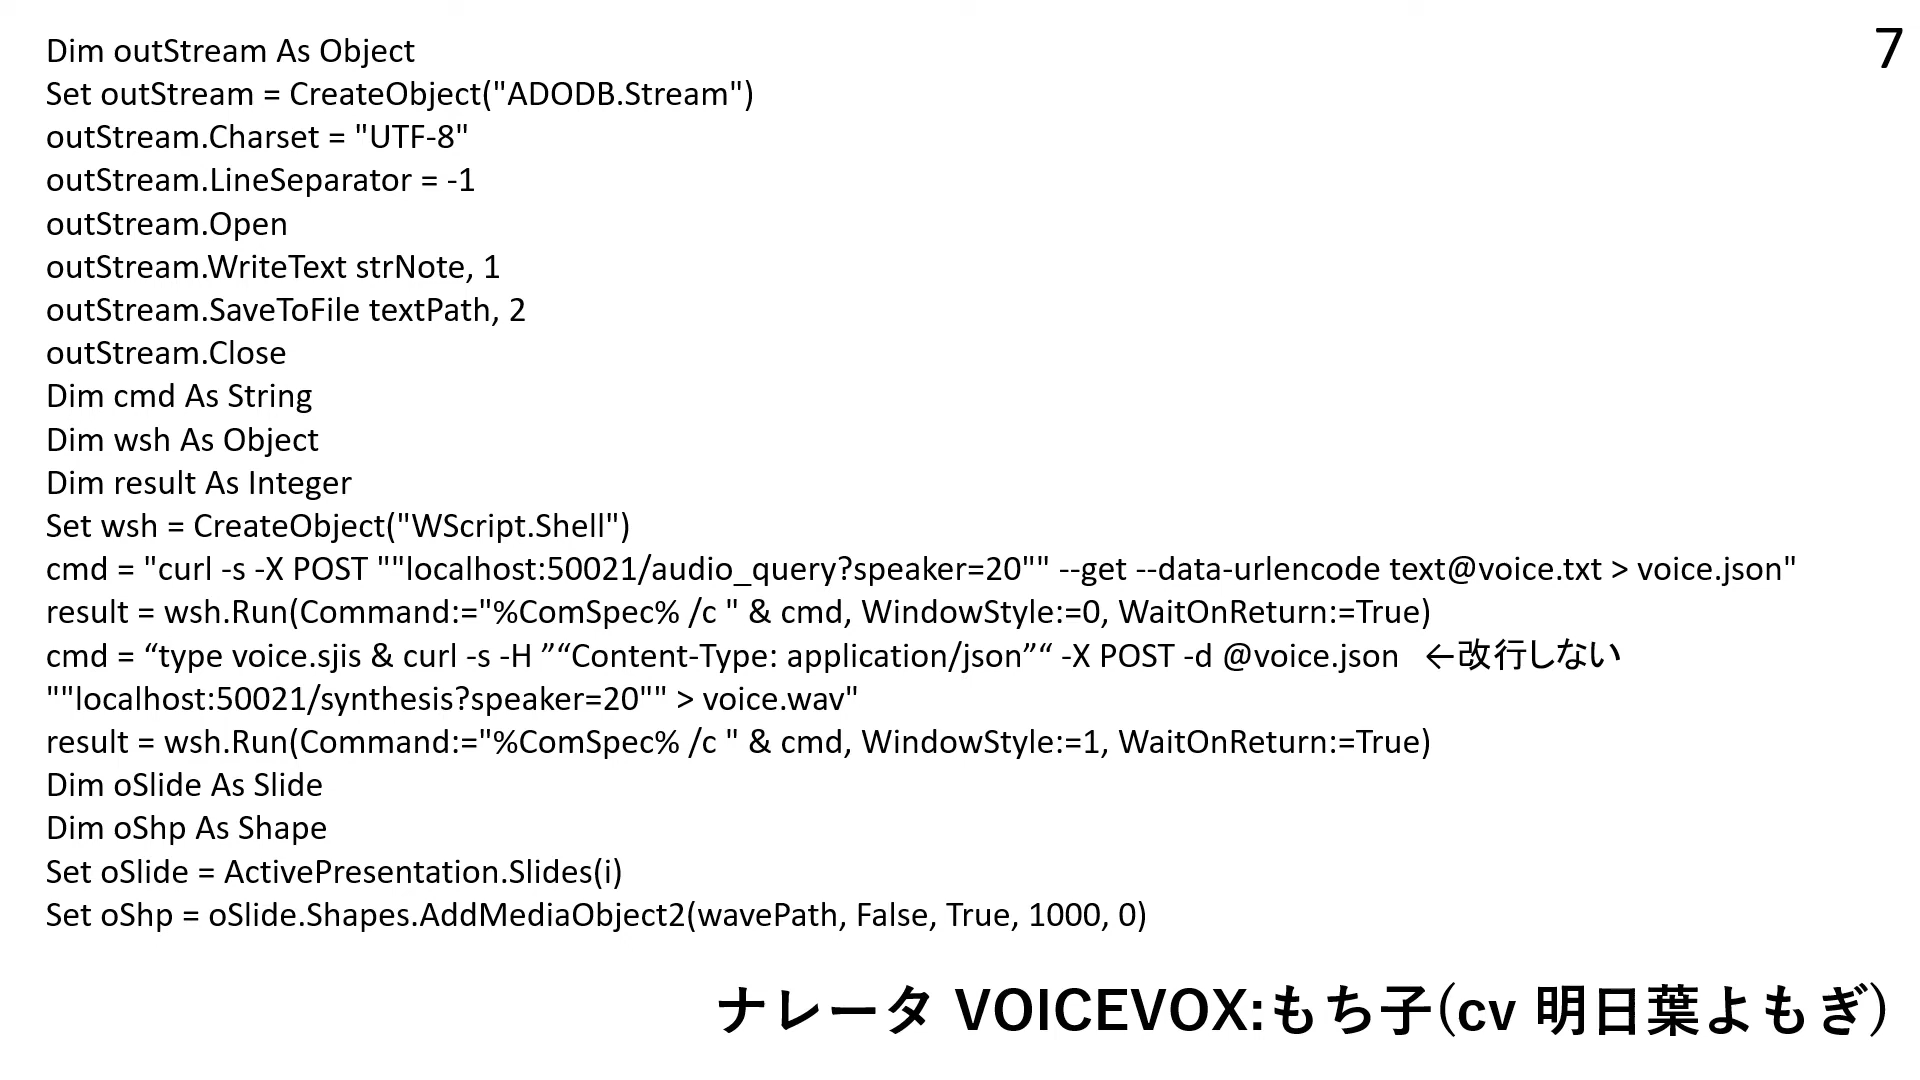 7
Dim outStream As Object
Set outStream = CreateObject("ADODB.Stream")
outStream.Charset = "UTF-8"
outStream.LineSeparator = -1
outStream.Open
outStream.WriteText strNote, 1
outStream.SaveToFile textPath, 2
outStream.Close
Dim cmd As String
Dim wsh As Object
Dim result As Integer
Set wsh = CreateObject("WScript.Shell")
cmd = "curl -s -X POST ""localhost:50021/audio_query?speaker=20"" --get --data-urlencode text@voice.txt > voice.json"
result = wsh.Run(Command:="%ComSpec% /c " & cmd, WindowStyle:=0, WaitOnReturn:=True)
cmd = “type voice.sjis & curl -s -H ”“Content-Type: application/json”“ -X POST -d @voice.json ←改行しない
""localhost:50021/synthesis?speaker=20"" > voice.wav"
result = wsh.Run(Command:="%ComSpec% /c " & cmd, WindowStyle:=1, WaitOnReturn:=True)
Dim oSlide As Slide
Dim oShp As Shape
Set oSlide = ActivePresentation.Slides(i)
Set oShp = oSlide.Shapes.AddMediaObject2(wavePath, False, True, 1000, 0)
ナレータ VOICEVOX:もち子(cv 明日葉よもぎ)